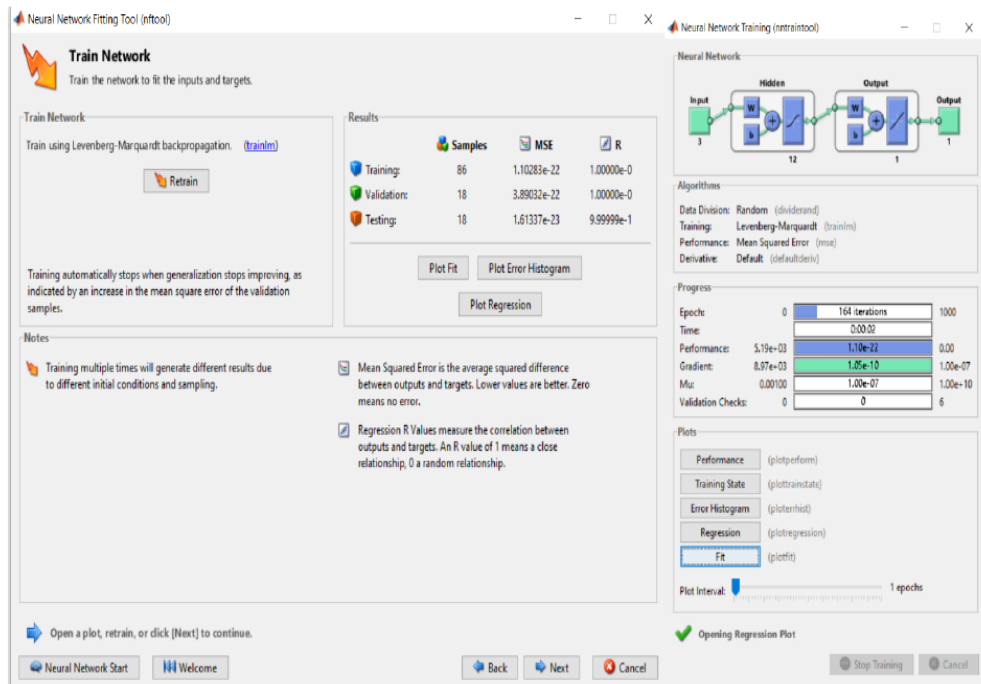 Neural Network Fitting Tool (nftool)
Train Network
Train the network to fit the inputs and targets.
Train Network
Train using Levenberg-Marquardt backpropagation. (trainlm)
Retrain
Training automatically stops when generalization stops improving, as
indicated by an increase in the mean square error of the validation
samples.
Results
Samples MSE R
Training: 86 1.10283e-22 1.00000e-0
Validation: 18 3.89032e-22 1.00000e-0
Testing: 18 1.61337e-23 9.99999e-1
Plot Fit Plot Error Histogram
Plot Regression
Notes
Training multiple times will generate different results due
to different initial conditions and sampling.
Mean Squared Error is the average squared difference
between outputs and targets. Lower values are better. Zero
means no error.
Regression R Values measure the correlation between
outputs and targets. An R value of 1 means a close
relationship, 0 a random relationship.
Open a plot, retrain, or click [Next] to continue.
Neural Network Start Welcome Back Next Cancel
Neural Network Training (nntraintool)
Neural Network
Hidden Output
Input Output
W W
b b
3 1
12 1
Algorithms
Data Division: Random (dividerand)
Training: Levenberg-Marquardt (trainlm)
Performance: Mean Squared Error (mse)
Derivative: Default (defaultderiv)
Progress
Epoch: 0 164 iterations 1000
Time: 0:00:02
Performance: 5.19e+03 1.10e-22 0.00
Gradient: 8.97e+03 1.05e-10 1.00e-07
Mu: 0.00100 1.00e-07 1.00e+10
Validation Checks: 0 0 6
Plots
Performance (plotperform)
Training State (plottrainstate)
Error Histogram (ploterrhist)
Regression (plotregression)
Fit (plotfit)
Plot Interval: 1 epochs
Opening Regression Plot
Stop Training Cancel